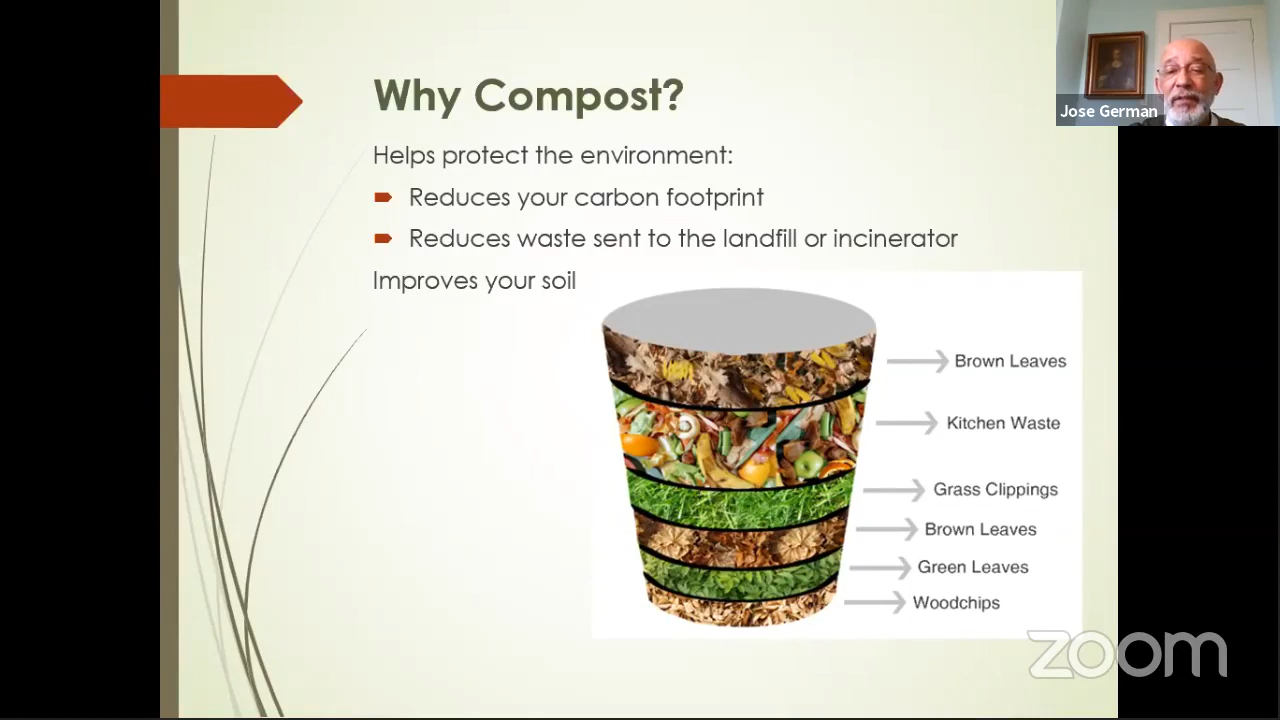 Why Compost?
Jose German
Helps protect the environment:
Reduces your carbon footprint
Reduces waste sent to the landfill or incinerator
Improves your soil
Brown Leaves
Kitchen Waste
Grass Clippings
Brown Leaves
Green Leaves
Woodchips
zoom